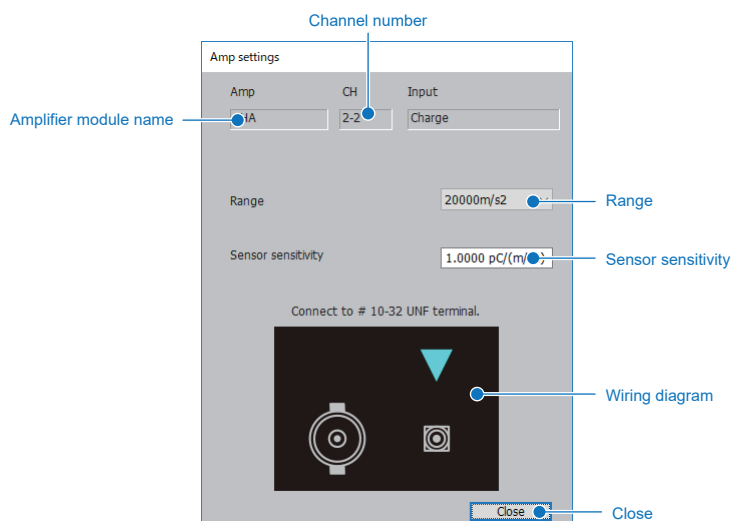 Channel number
Amp settings
Amp CH Input
Amplifier module name
2-2 Charge
Range 20000m/s2 Range
Sensor sensitivity 1.0000 pC/(m/ Sensor sensitivity
Connect to # 10-32 UNF terminal.
Wiring diagram
Close Close